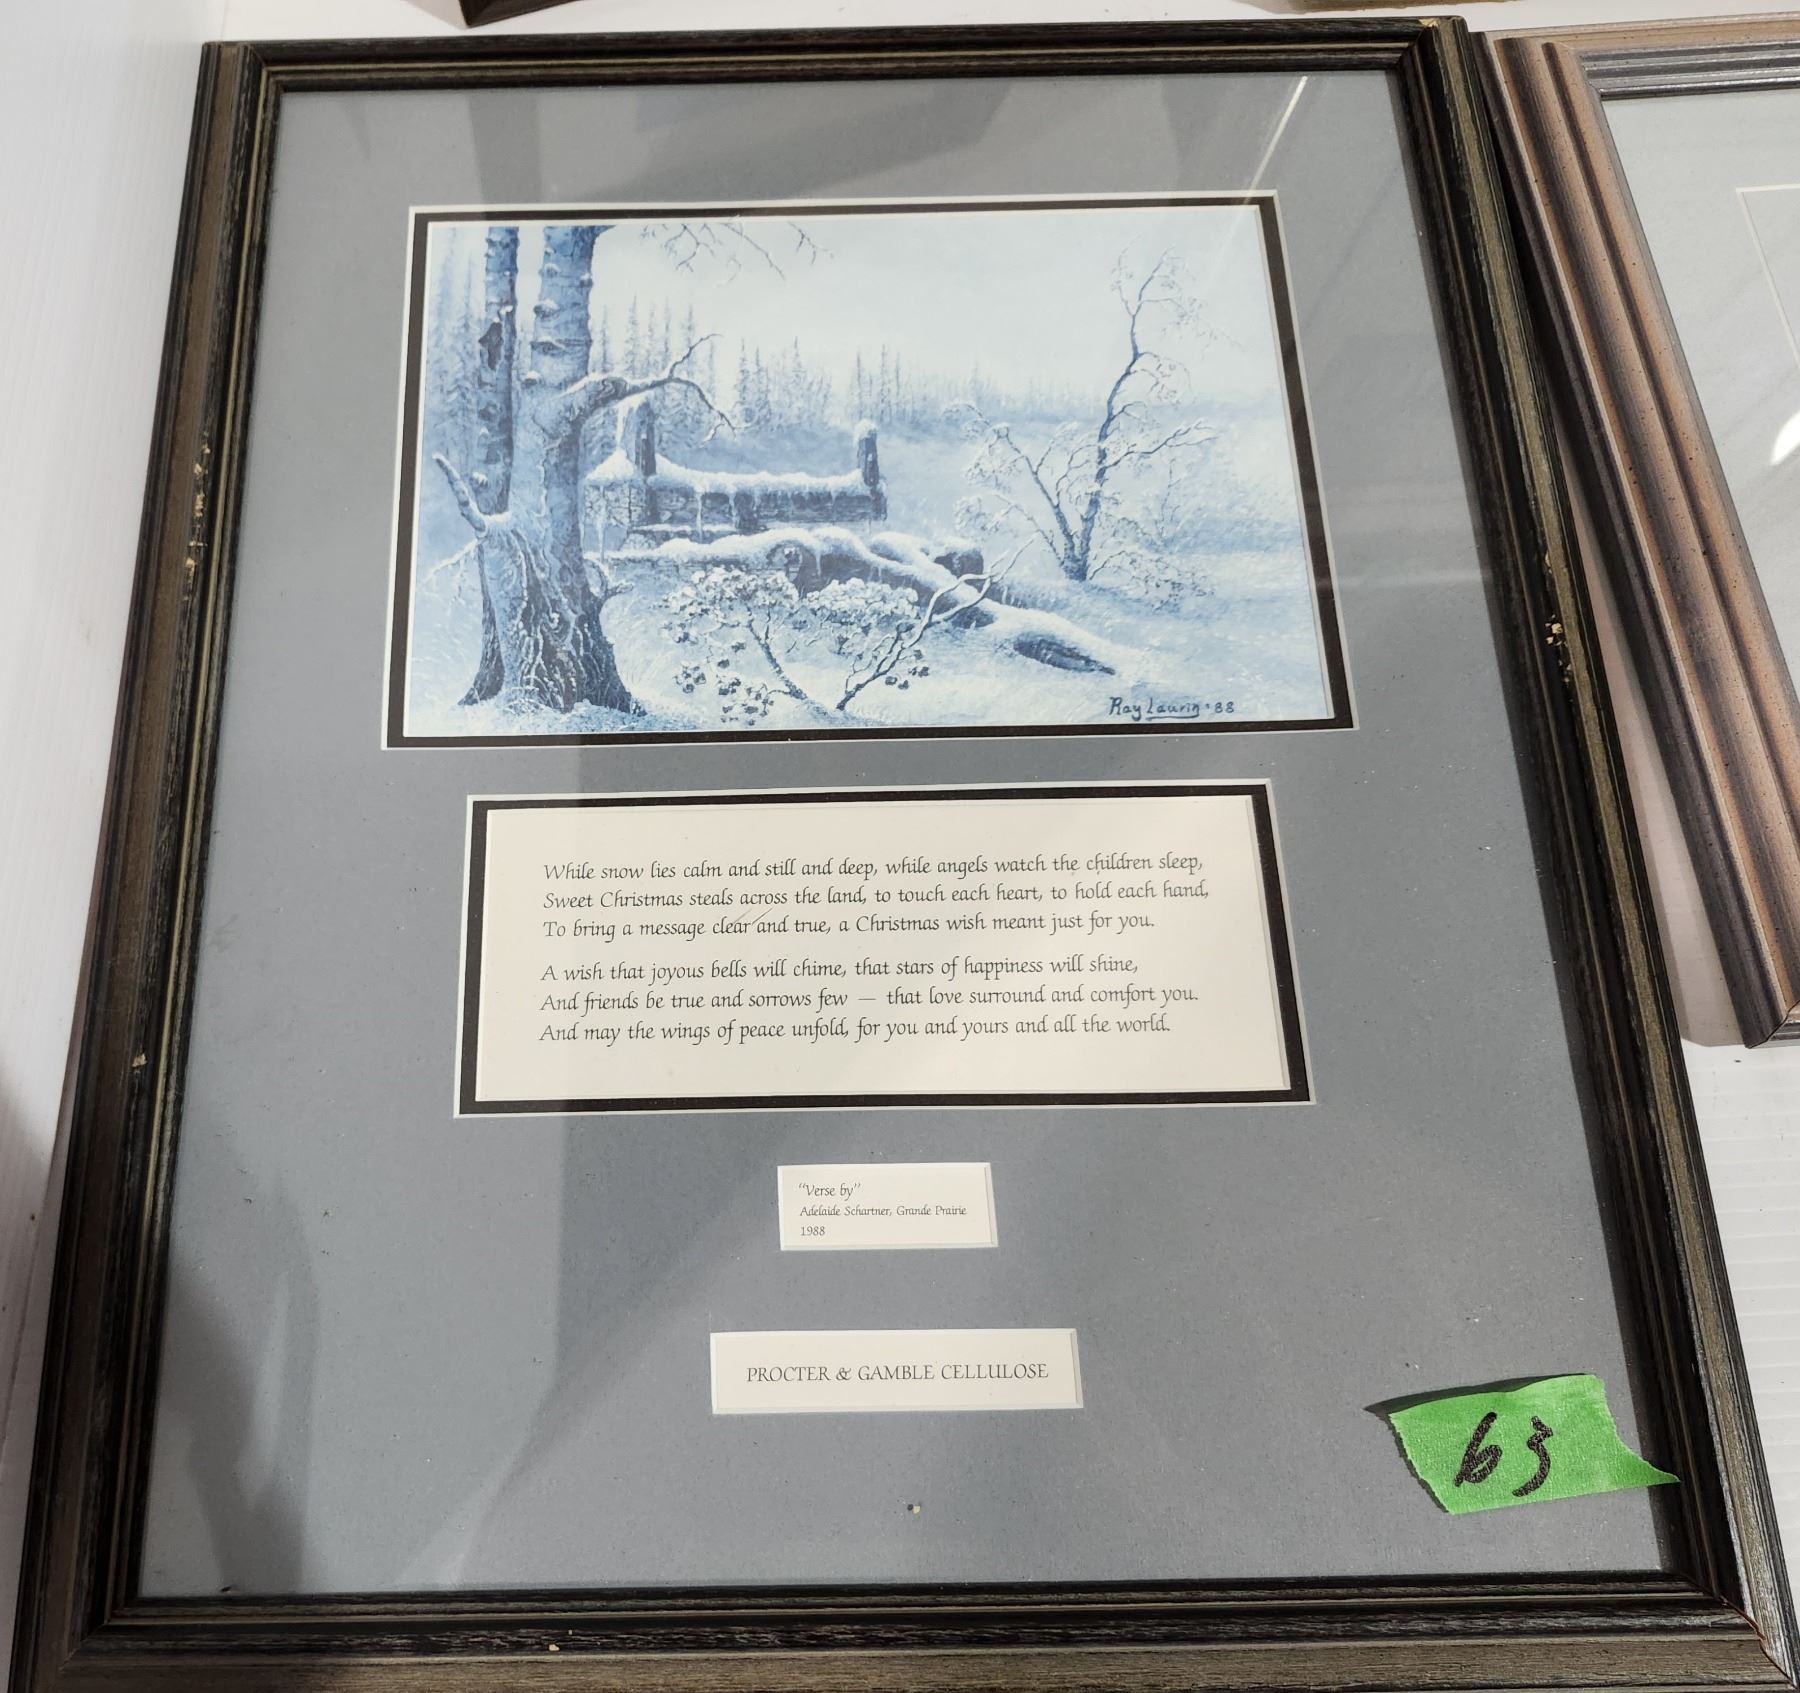 Ray Laurin '88
While snow lies calm and still and deep, while angels watch the children sleep,
Sweet Christmas steals across the land, to touch each heart, to hold each hand,
To bring a message clear and true, a Christmas wish meant just for you.
A wish that joyous bells will chime, that stars of happiness will shine,
And friends be true and sorrows few — that love surround and comfort you.
And may the wings of peace unfold, for you and yours and all the world.
"Verse by"
Adelaide Schartner, Grande Prairie
1988
PROCTER & GAMBLE CELLULOSE
63